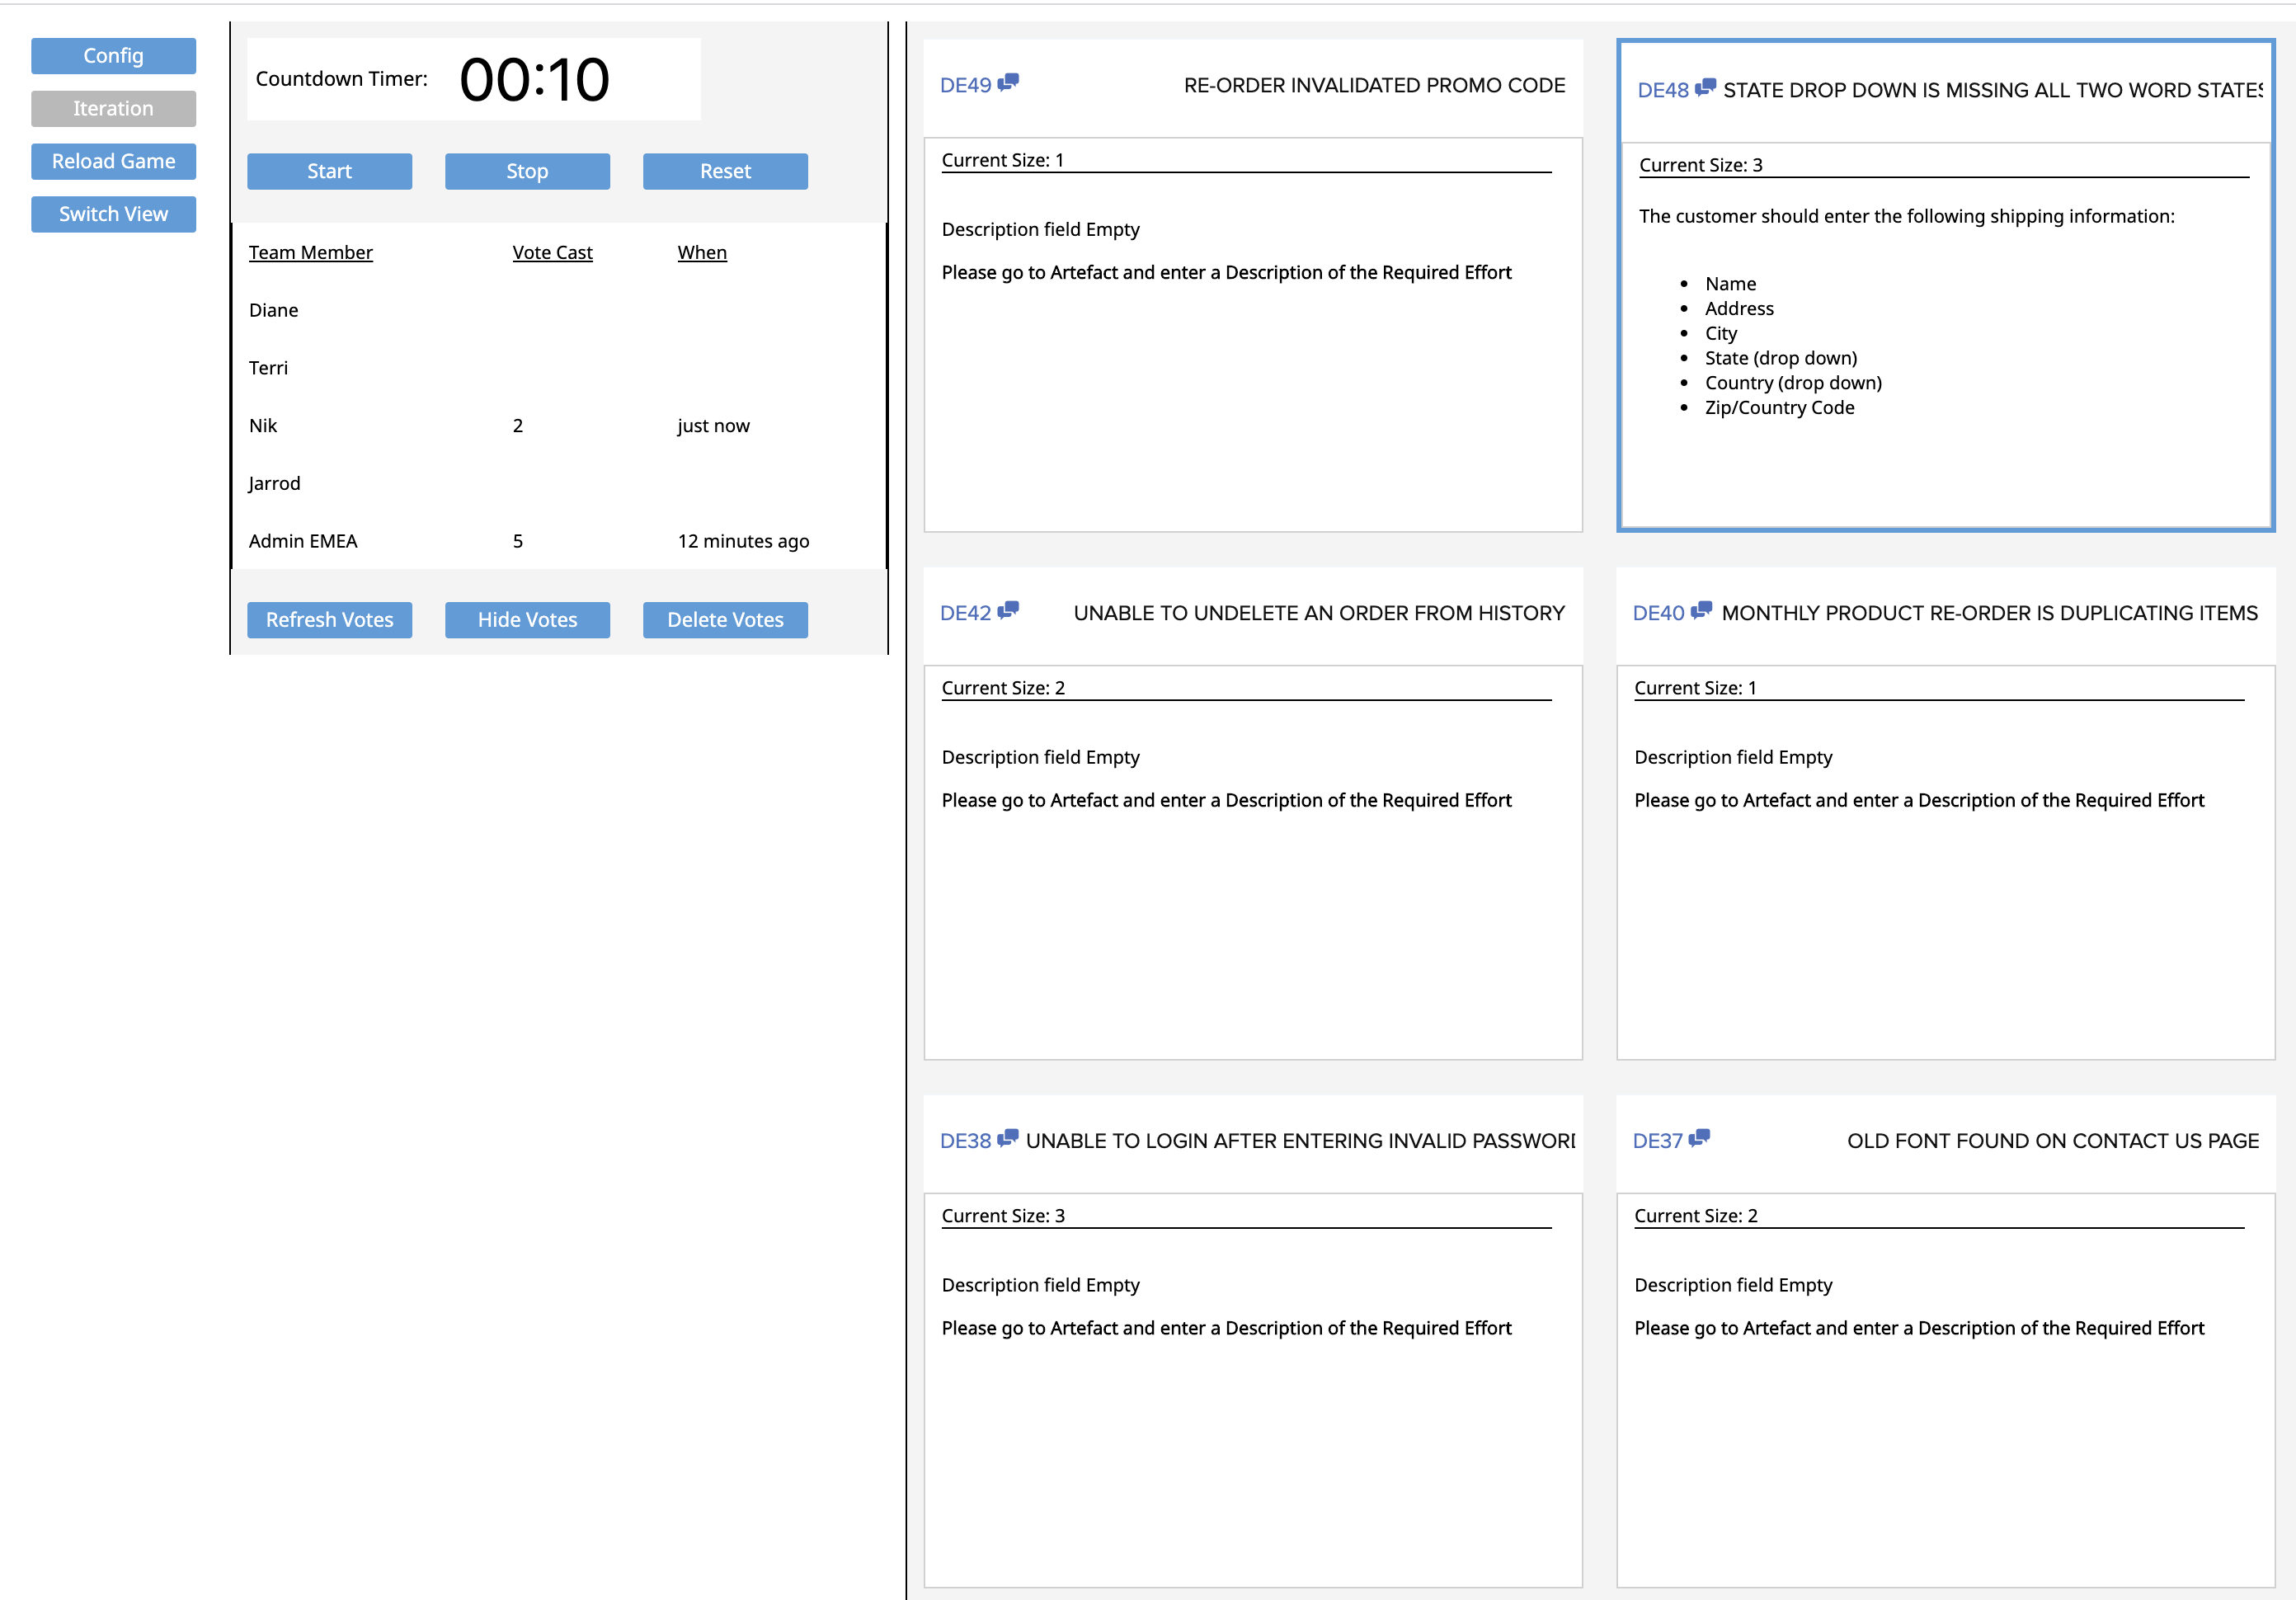 Config
Iteration
Reload Game
Switch View
Countdown Timer: 00:10
Start Stop Reset
Team Member Vote Cast When
Diane
Terri
Nik 2 just now
Jarrod
Admin EMEA 5 12 minutes ago
Refresh Votes Hide Votes Delete Votes
DE49 RE-ORDER INVALIDATED PROMO CODE
Current Size: 1
Description field Empty
Please go to Artefact and enter a Description of the Required Effort
DE48 STATE DROP DOWN IS MISSING ALL TWO WORD STATES
Current Size: 3
The customer should enter the following shipping information:
• Name
• Address
• City
• State (drop down)
• Country (drop down)
• Zip/Country Code
DE42 UNABLE TO UNDELETE AN ORDER FROM HISTORY
Current Size: 2
Description field Empty
Please go to Artefact and enter a Description of the Required Effort
DE40 MONTHLY PRODUCT RE-ORDER IS DUPLICATING ITEMS
Current Size: 1
Description field Empty
Please go to Artefact and enter a Description of the Required Effort
DE38 UNABLE TO LOGIN AFTER ENTERING INVALID PASSWORD
Current Size: 3
Description field Empty
Please go to Artefact and enter a Description of the Required Effort
DE37 OLD FONT FOUND ON CONTACT US PAGE
Current Size: 2
Description field Empty
Please go to Artefact and enter a Description of the Required Effort